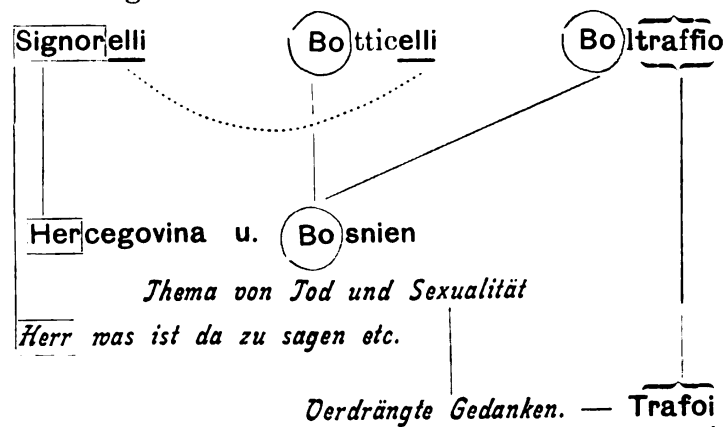 Signorelli Botticelli Boltraffio
Hercegovina u. Bosnien
Thema von Tod und Sexualität
Herr was ist da zu sagen etc.
Verdrängte Gedanken. — Trafoi